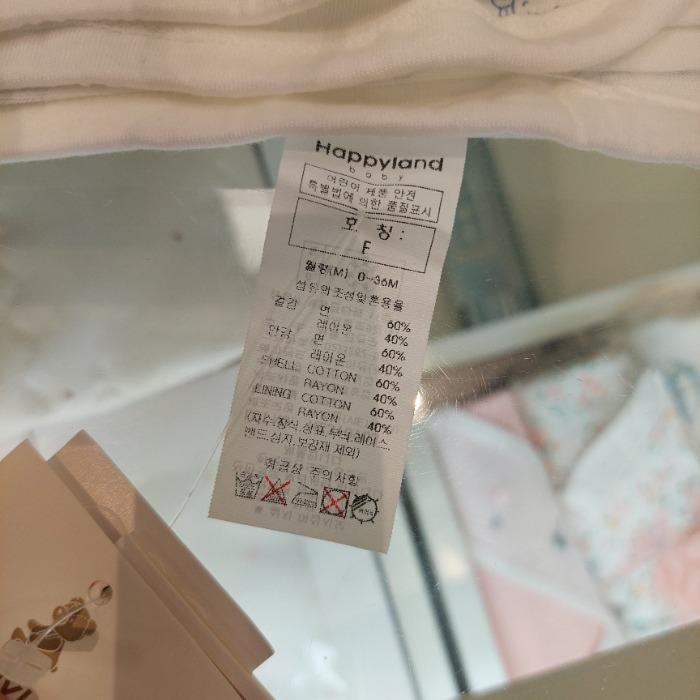 Happyland
baby
어린이 제품 안전
특별법에 의한 품질표시
호 칭 :
F
월령(M) 0~36M
섬유의조성및혼용율
겉감 면 60%
레이온 40%
안감 면 60%
레이온 40%
SHELL COTTON 60%
RAYON 40%
LINING COTTON 60%
RAYON 40%
(자수,장식,상표,무늬,레이스
밴드,심지,보강재 제외)
취급상 주의사항